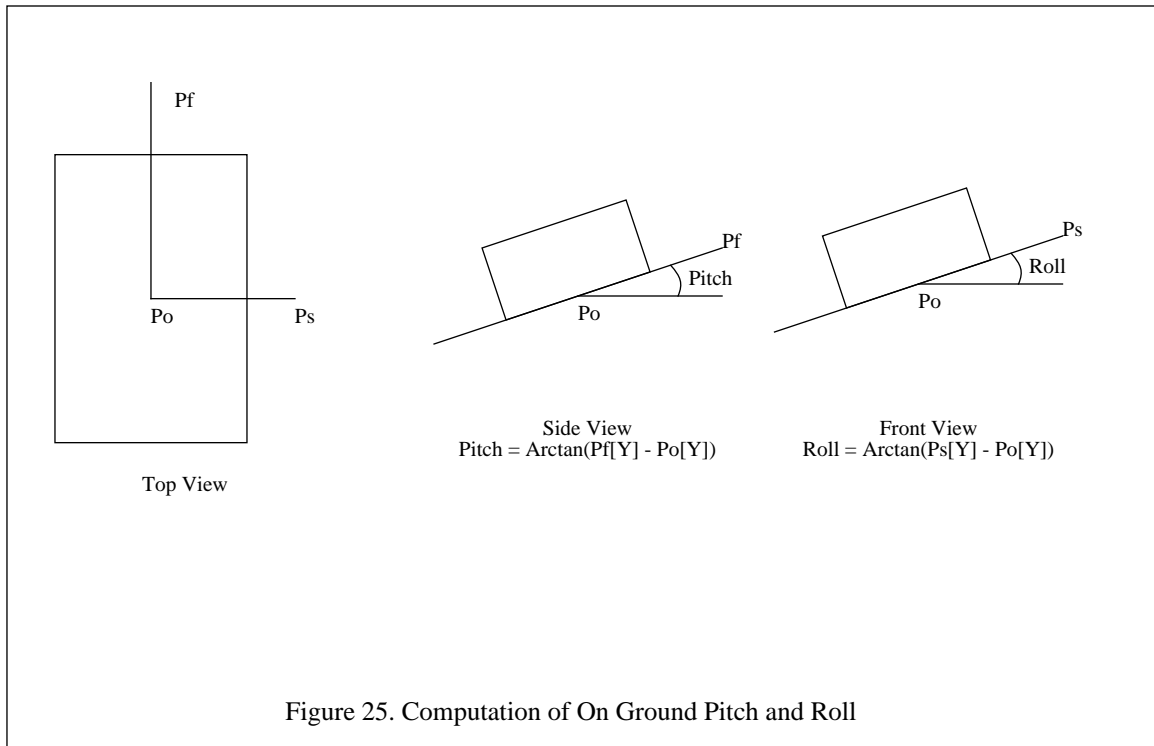 Pf
Po
Ps
Top View
Pf
Pitch
Po
Side View
Pitch = Arctan(Pf[Y] - Po[Y])
Ps
Roll
Po
Front View
Roll = Arctan(Ps[Y] - Po[Y])
Figure 25. Computation of On Ground Pitch and Roll